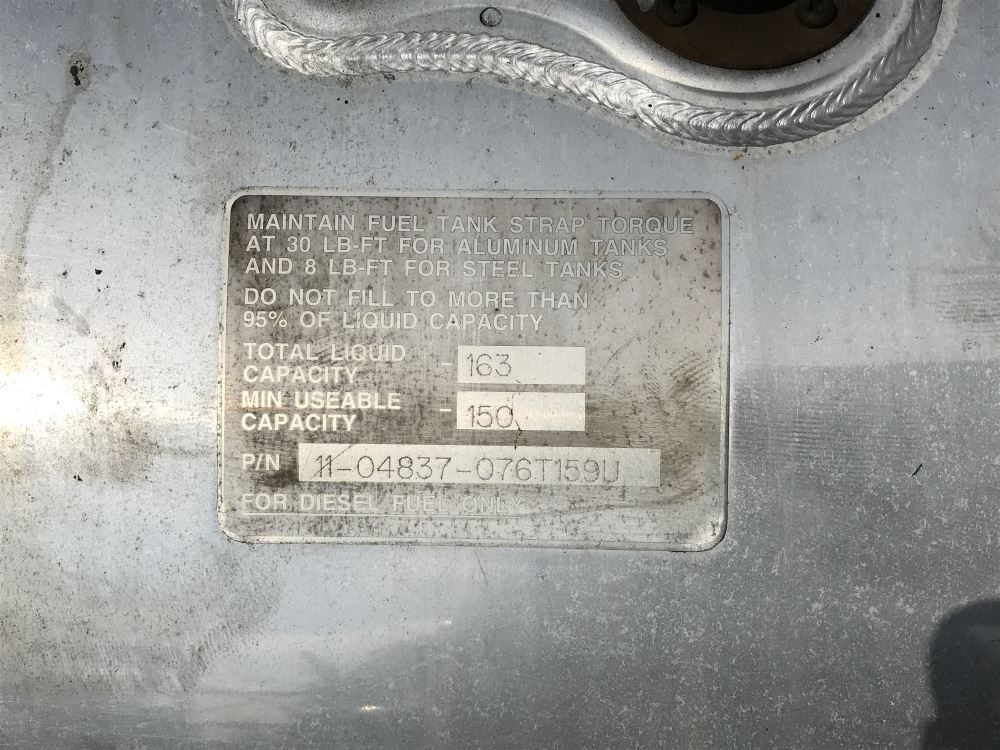 MAINTAIN FUEL TANK STRAP TORQUE
AT 30 LB-FT FOR ALUMINUM TANKS
AND 8 LB-FT FOR STEEL TANKS
DO NOT FILL TO MORE THAN
95% OF LIQUID CAPACITY
TOTAL LIQUID
CAPACITY - 163
MIN USEABLE
CAPACITY - 150
P/N 11-04837-076T159U
FOR DIESEL FUEL ONLY